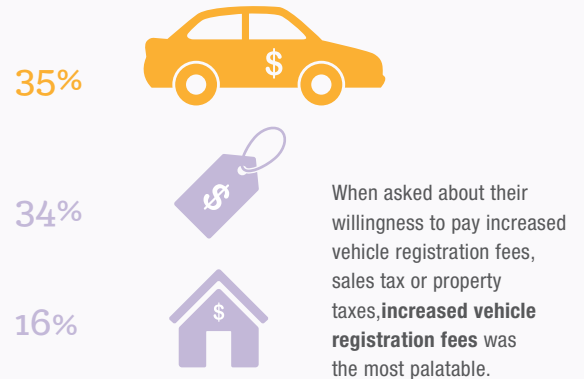 35%
$
34%
$
16%
$
When asked about their
willingness to pay increased
vehicle registration fees,
sales tax or property
taxes,increased vehicle
registration fees was
the most palatable.